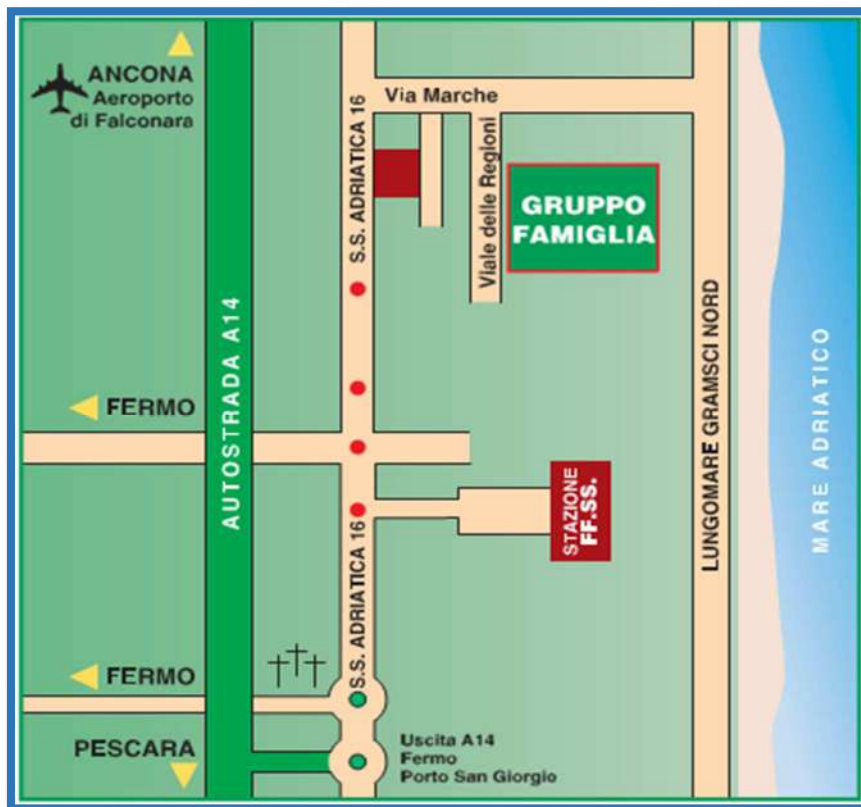 ANCONA
Aeroporto
di Falconara
S.S. ADRIATICA 16
Via Marche
Viale delle Regioni
GRUPPO
FAMIGLIA
AUTOSTRADA A14
LUNGOMARE GRAMSCI NORD
MARE ADRIATICO
FERMO
STAZIONE
FF.SS.
S.S. ADRIATICA 16
FERMO
PESCARA
Uscita A14
Fermo
Porto San Giorgio